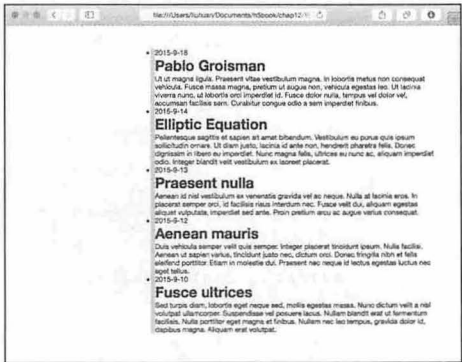 file:///Users/liuhuan/Documents/h5book/chap12/
2015-9-18
Pablo Groisman
Ut ut magna ligula. Praesent vitae vestibulum magna. In lobortis metus non consequat
vehicula. Fusce massa magna, pretium ut augue non, vehicula egestas leo. Ut lacinia
viverra nunc, ut lobortis orci imperdiet id. Fusce dolor nulla, tempus vel dolor vel,
accumsan facilisis sem. Curabitur congue odio a sem imperdiet finibus.
2015-9-14
Elliptic Equation
Pellentesque sagittis et sapien sit amet bibendum. Vestibulum eu purus quis ipsum
sollicitudin ornare. Ut diam justo, lacinia id ante non, hendrerit pharetra felis. Donec
dignissim in libero eu imperdiet. Nunc magna felis, ultrices eu nunc ac, aliquam imperdiet
odio. Integer blandit velit vestibulum ex laoreet placerat.
2015-9-13
Praesent nulla
Aenean id nisl vestibulum ex venenatis gravida vel ac neque. Nulla at lacinia eros. In
placerat semper orci, id facilisis risus interdum nec. Fusce velit dui, aliquam egestas
aliquet vulputate, imperdiet sed ante. Proin pretium arcu ac augue varius consequat.
2015-9-12
Aenean mauris
Duis vehicula semper velit quis semper. Integer placerat tincidunt ipsum. Nulla facilisi.
Aenean ut sapien varius, tincidunt justo nec, dictum orci. Donec fringilla nibh et felis
eleifend porttitor. Etiam in molestie dui. Praesent nec neque id lectus egestas luctus nec
eget tellus.
2015-9-10
Fusce ultrices
Sed turpis diam, lobortis eget neque sed, mollis egestas massa. Nunc dictum velit a nisl
volutpat ullamcorper. Suspendisse vel posuere lacus. Nullam blandit erat ut fermentum
facilisis. Nulla porttitor eget magna et finibus. Nullam nec leo tempus, gravida dolor id,
dapibus magna. Aliquam erat volutpat.